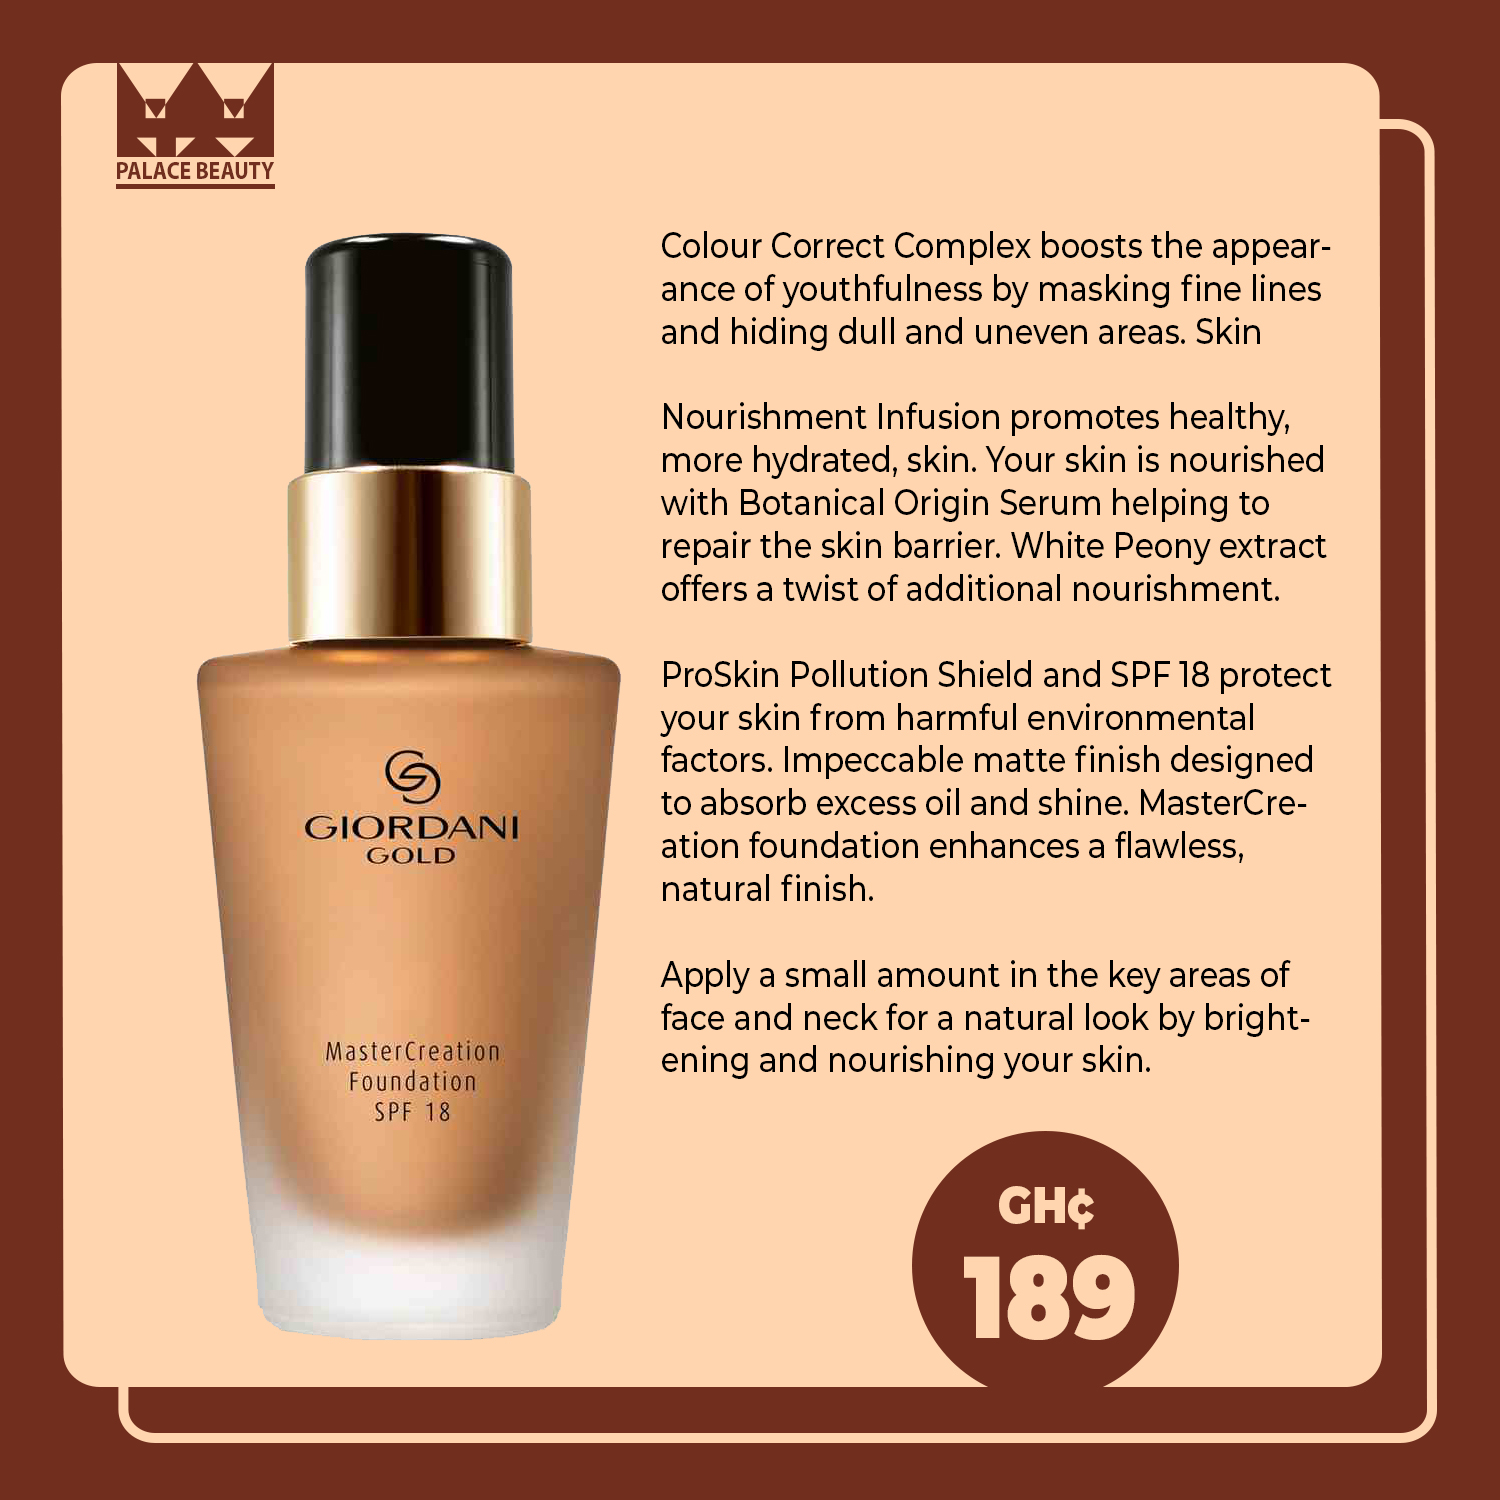 PALACE BEAUTY
Colour Correct Complex boosts the appear-
ance of youthfulness by masking fine lines
and hiding dull and uneven areas. Skin
Nourishment Infusion promotes healthy,
more hydrated, skin. Your skin is nourished
with Botanical Origin Serum helping to
repair the skin barrier. White Peony extract
offers a twist of additional nourishment.
ProSkin Pollution Shield and SPF 18 protect
your skin from harmful environmental
factors. Impeccable matte finish designed
to absorb excess oil and shine. MasterCre-
ation foundation enhances a flawless,
natural finish.
Apply a small amount in the key areas of
face and neck for a natural look by bright-
ening and nourishing your skin.
GIORDANI
GOLD
MasterCreation
Foundation
SPF 18
GH¢
189